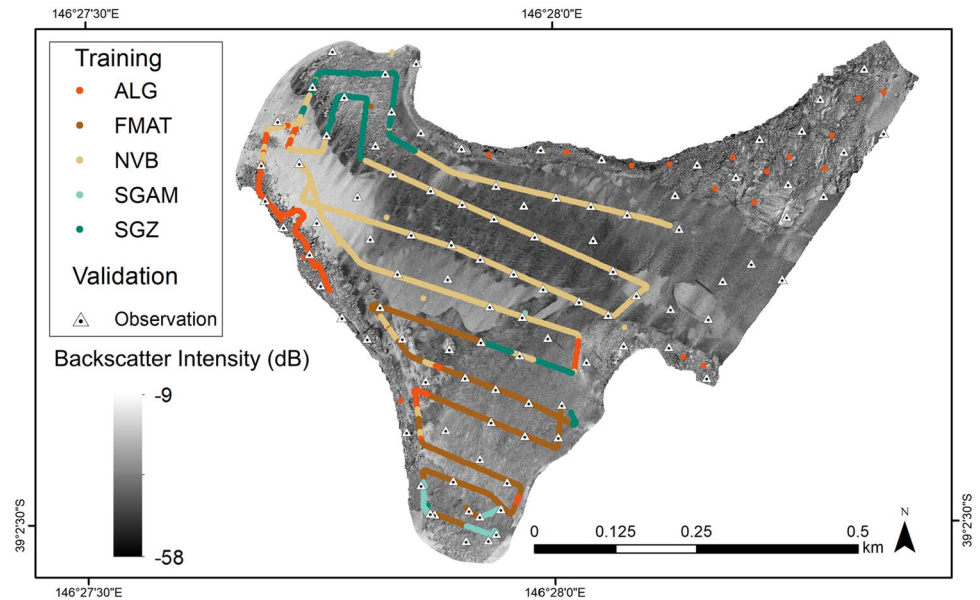 146°27'30"E 146°28'0"E
Training
ALG
FMAT
NVB
SGAM
SGZ
Validation
Observation
Backscatter Intensity (dB)
-9
-58
39°2'30"S
39°2'30"S
N
0 0.125 0.25 0.5
km
146°27'30"E 146°28'0"E